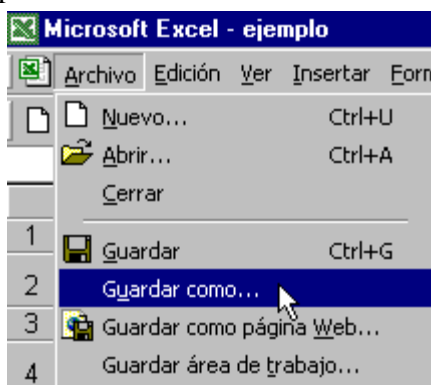 Microsoft Excel - ejemplo
Archivo Edición Ver Insertar Form
Nuevo... Ctrl+U
Abrir... Ctrl+A
Cerrar
1
Guardar Ctrl+G
2 Guardar como...
3 Guardar como página Web...
4 Guardar área de trabajo...